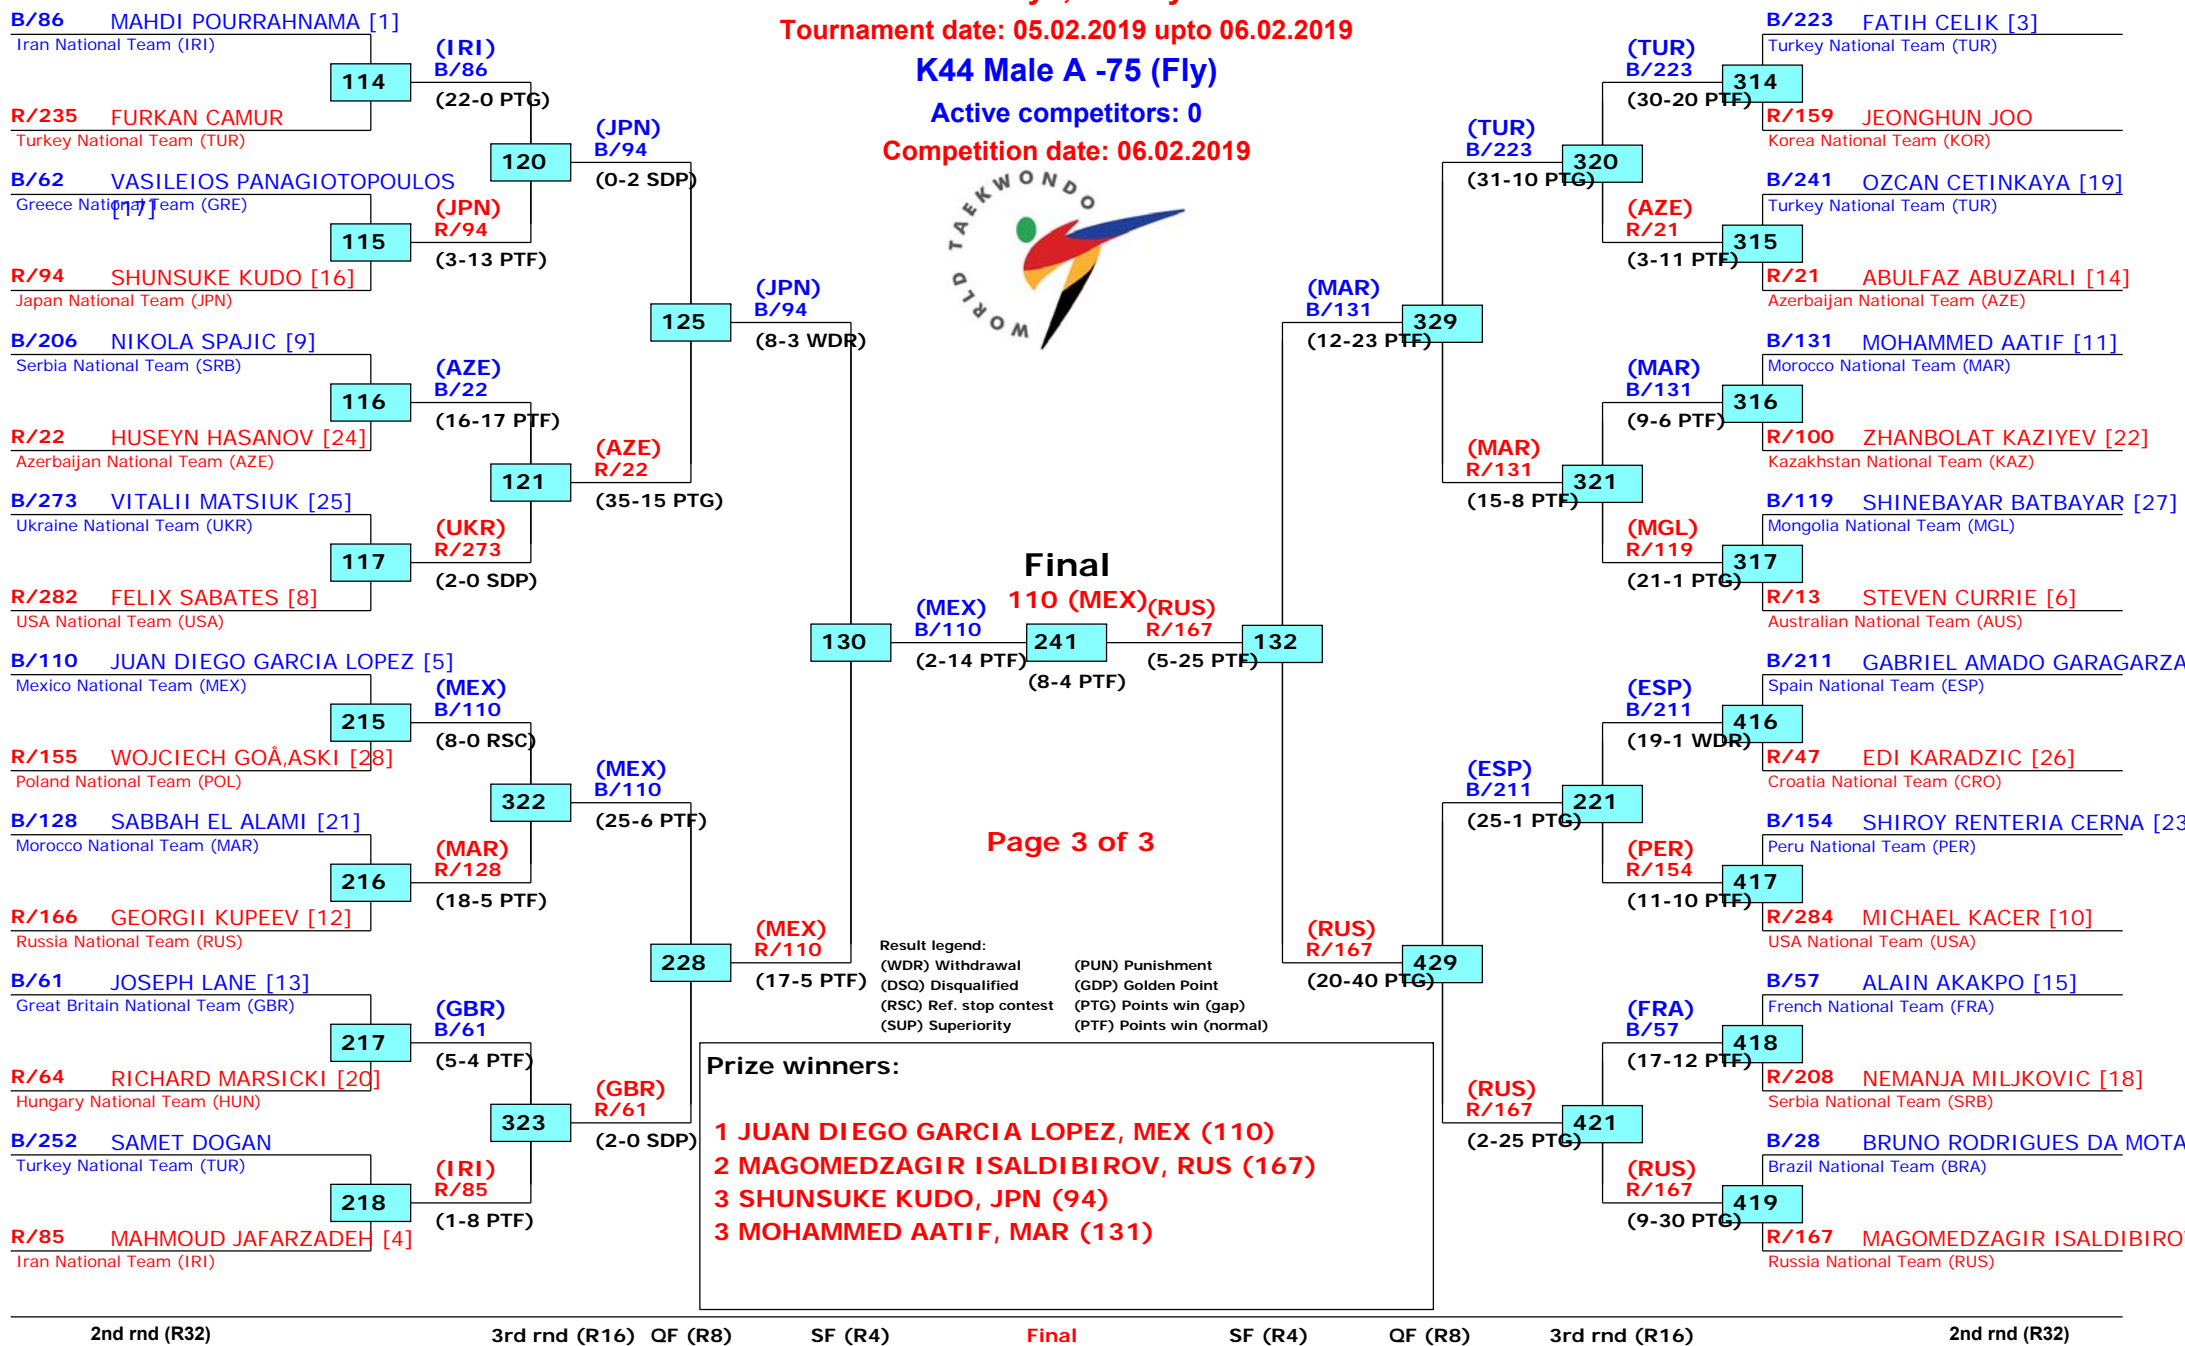 Tournament date: 05.02.2019 upto 06.02.2019
K44 Male A -75 (Fly)
Active competitors: 0
Competition date: 06.02.2019
WORLD TAEKWONDO
B/86 MAHDI POURRAHNAMA [1]
Iran National Team (IRI)
114
R/235 FURKAN CAMUR
Turkey National Team (TUR)
B/62 VASILEIOS PANAGIOTOPOULOS
[17]
Greece National Team (GRE)
115
R/94 SHUNSUKE KUDO [16]
Japan National Team (JPN)
B/206 NIKOLA SPAJIC [9]
Serbia National Team (SRB)
116
R/22 HUSEYN HASANOV [24]
Azerbaijan National Team (AZE)
B/273 VITALII MATSIUK [25]
Ukraine National Team (UKR)
117
R/282 FELIX SABATES [8]
USA National Team (USA)
B/110 JUAN DIEGO GARCIA LOPEZ [5]
Mexico National Team (MEX)
215
R/155 WOJCIECH GOÅ‚ASKI [28]
Poland National Team (POL)
B/128 SABBAH EL ALAMI [21]
Morocco National Team (MAR)
216
R/166 GEORGII KUPEEV [12]
Russia National Team (RUS)
B/61 JOSEPH LANE [13]
Great Britain National Team (GBR)
217
R/64 RICHARD MARSICKI [20]
Hungary National Team (HUN)
B/252 SAMET DOGAN
Turkey National Team (TUR)
218
R/85 MAHMOUD JAFARZADEH [4]
Iran National Team (IRI)
(IRI)
B/86
(22-0 PTG)
120
(JPN)
R/94
(3-13 PTF)
(AZE)
B/22
(16-17 PTF)
121
(UKR)
R/273
(2-0 SDP)
(MEX)
B/110
(8-0 RSC)
322
(MAR)
R/128
(18-5 PTF)
(GBR)
B/61
(5-4 PTF)
323
(IRI)
R/85
(1-8 PTF)
(JPN)
B/94
(0-2 SDP)
125
(AZE)
R/22
(35-15 PTG)
(MEX)
B/110
(25-6 PTF)
228
(GBR)
R/61
(2-0 SDP)
(JPN)
B/94
(8-3 WDR)
130
(MEX)
R/110
(17-5 PTF)
(MEX)
B/110
(2-14 PTF)
Final
110 (MEX)
241
(8-4 PTF)
(RUS)
R/167
(5-25 PTF)
132
(MAR)
B/131
(12-23 PTF)
329
(RUS)
R/167
(20-40 PTG)
429
(TUR)
B/223
(31-10 PTG)
320
(MAR)
R/131
(15-8 PTF)
321
(ESP)
B/211
(25-1 PTG)
221
(RUS)
R/167
(2-25 PTG)
421
(TUR)
B/223
(30-20 PTF)
314
(AZE)
R/21
(3-11 PTF)
315
(MAR)
B/131
(9-6 PTF)
316
(MGL)
R/119
(21-1 PTG)
317
(ESP)
B/211
(19-1 WDR)
416
(PER)
R/154
(11-10 PTF)
417
(FRA)
B/57
(17-12 PTF)
418
(RUS)
R/167
(9-30 PTG)
419
B/223 FATIH CELIK [3]
Turkey National Team (TUR)
R/159 JEONGHUN JOO
Korea National Team (KOR)
B/241 OZCAN CETINKAYA [19]
Turkey National Team (TUR)
R/21 ABULFAZ ABUZARLI [14]
Azerbaijan National Team (AZE)
B/131 MOHAMMED AATIF [11]
Morocco National Team (MAR)
R/100 ZHANBOLAT KAZIYEV [22]
Kazakhstan National Team (KAZ)
B/119 SHINEBAYAR BATBAYAR [27]
Mongolia National Team (MGL)
R/13 STEVEN CURRIE [6]
Australian National Team (AUS)
B/211 GABRIEL AMADO GARAGARZA
Spain National Team (ESP)
R/47 EDI KARADZIC [26]
Croatia National Team (CRO)
B/154 SHIROY RENTERIA CERNA [23
Peru National Team (PER)
R/284 MICHAEL KACER [10]
USA National Team (USA)
B/57 ALAIN AKAKPO [15]
French National Team (FRA)
R/208 NEMANJA MILJKOVIC [18]
Serbia National Team (SRB)
B/28 BRUNO RODRIGUES DA MOTA
Brazil National Team (BRA)
R/167 MAGOMEDZAGIR ISALDIBIRO
Russia National Team (RUS)
Page 3 of 3
Result legend:
(WDR) Withdrawal (PUN) Punishment
(DSQ) Disqualified (GDP) Golden Point
(RSC) Ref. stop contest (PTG) Points win (gap)
(SUP) Superiority (PTF) Points win (normal)
Prize winners:
1 JUAN DIEGO GARCIA LOPEZ, MEX (110)
2 MAGOMEDZAGIR ISALDIBIROV, RUS (167)
3 SHUNSUKE KUDO, JPN (94)
3 MOHAMMED AATIF, MAR (131)
2nd rnd (R32) 3rd rnd (R16) QF (R8) SF (R4) Final SF (R4) QF (R8) 3rd rnd (R16) 2nd rnd (R32)